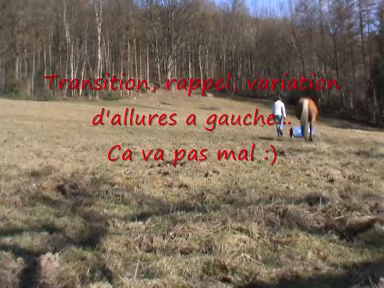 Transition, rappel, variation
d'allures a gauche.
Ca va pas mal :)